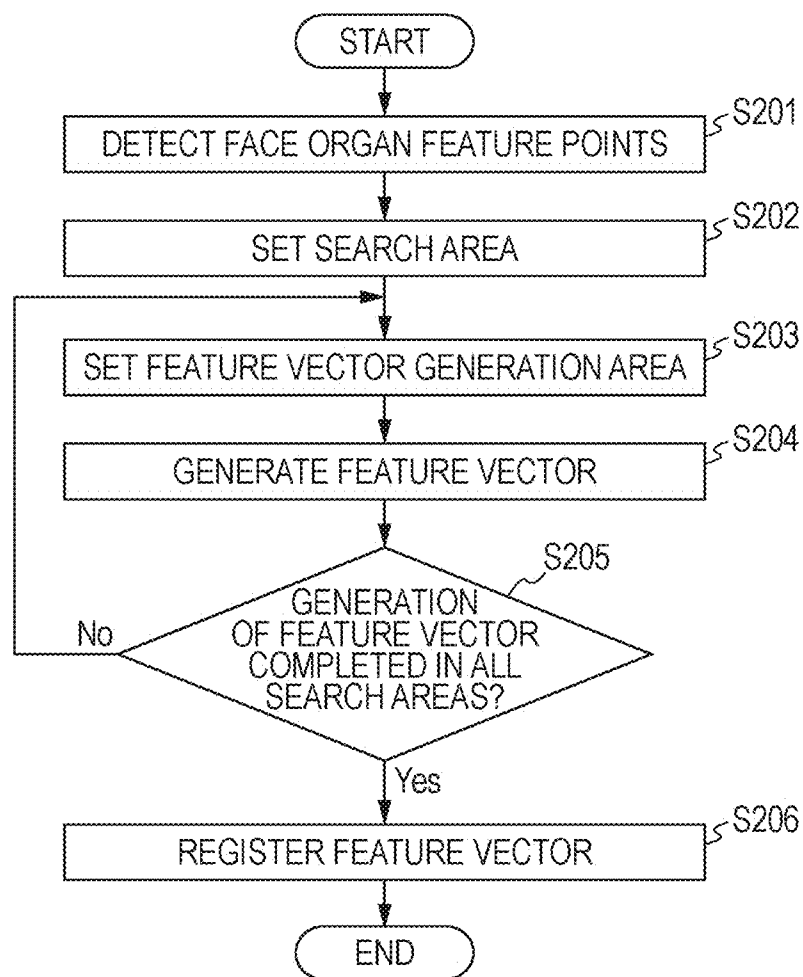 START
S201
DETECT FACE ORGAN FEATURE POINTS
S202
SET SEARCH AREA
S203
SET FEATURE VECTOR GENERATION AREA
S204
GENERATE FEATURE VECTOR
S205
GENERATION
OF FEATURE VECTOR
COMPLETED IN ALL
SEARCH AREAS?
No
Yes
S206
REGISTER FEATURE VECTOR
END